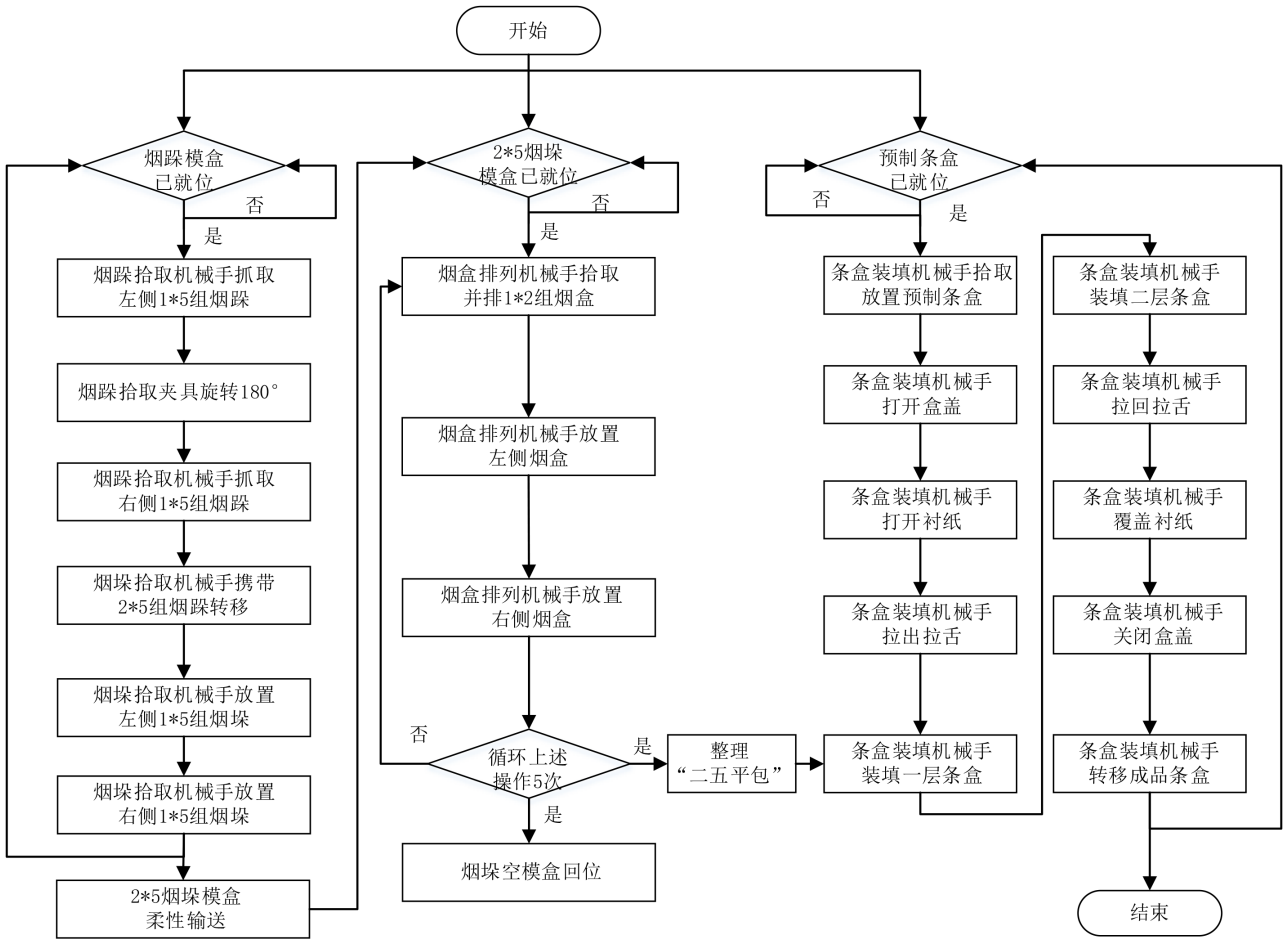 开始
烟跺模盒
已就位
否
是
烟跺拾取机械手抓取
左侧1*5组烟跺
烟跺拾取夹具旋转180°
烟跺拾取机械手抓取
右侧1*5组烟跺
烟垛拾取机械手携带
2*5组烟跺转移
烟垛拾取机械手放置
左侧1*5组烟垛
烟垛拾取机械手放置
右侧1*5组烟垛
2*5烟垛模盒
柔性输送
2*5烟垛
模盒已就位
否
是
烟盒排列机械手拾取
并排1*2组烟盒
烟盒排列机械手放置
左侧烟盒
烟盒排列机械手放置
右侧烟盒
循环上述
操作5次
否
是
是
烟垛空模盒回位
整理
“二五平包”
预制条盒
已就位
否
是
条盒装填机械手拾取
放置预制条盒
条盒装填机械手
打开盒盖
条盒装填机械手
打开衬纸
条盒装填机械手
拉出拉舌
条盒装填机械手
装填一层条盒
条盒装填机械手
装填二层条盒
条盒装填机械手
拉回拉舌
条盒装填机械手
覆盖衬纸
条盒装填机械手
关闭盒盖
条盒装填机械手
转移成品条盒
结束